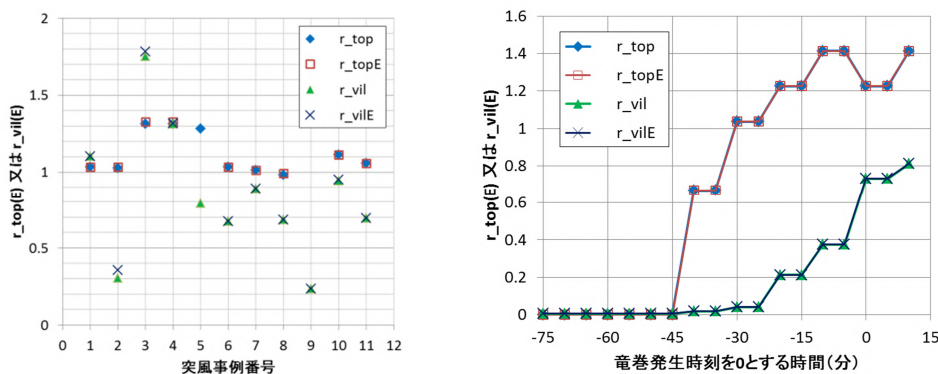 r_top(E) 又は r_vil(E)
2
1.5
1
0.5
0
0 1 2 3 4 5 6 7 8 9 10 11 12
突風事例番号
r_top
r_topE
r_vil
r_vilE
r_top(E) 又は r_vil(E)
1.6
1.4
1.2
1
0.8
0.6
0.4
0.2
0
-75 -60 -45 -30 -15 0 15
竜巻発生時刻を0とする時間(分)
r_top
r_topE
r_vil
r_vilE